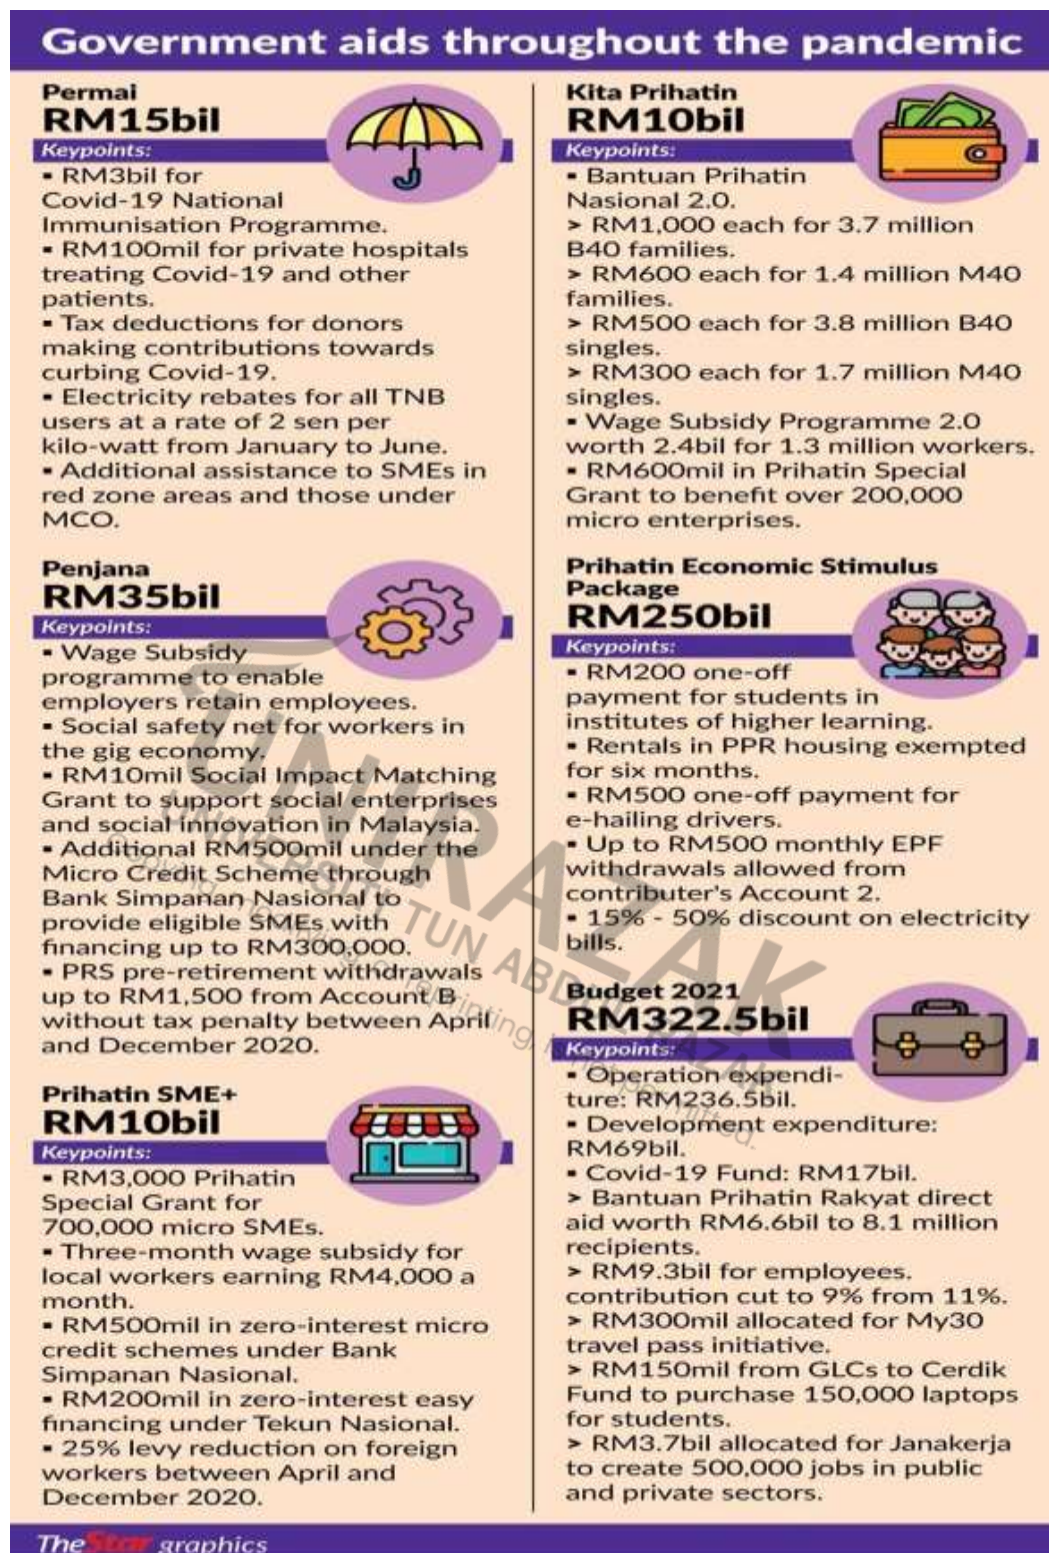 Government aids throughout the pandemic
Permai
RM15bil
Keypoints:
▪ RM3bil for
Covid-19 National
Immunisation Programme.
▪ RM100mil for private hospitals
treating Covid-19 and other
patients.
▪ Tax deductions for donors
making contributions towards
curbing Covid-19.
▪ Electricity rebates for all TNB
users at a rate of 2 sen per
kilo-watt from January to June.
▪ Additional assistance to SMEs in
red zone areas and those under
MCO.
Penjana
RM35bil
Keypoints:
▪ Wage Subsidy
programme to enable
employers retain employees.
▪ Social safety net for workers in
the gig economy.
▪ RM10mil Social Impact Matching
Grant to support social enterprises
and social innovation in Malaysia.
▪ Additional RM500mil under the
Micro Credit Scheme through
Bank Simpanan Nasional to
provide eligible SMEs with
financing up to RM300,000.
▪ PRS pre-retirement withdrawals
up to RM1,500 from Account B
without tax penalty between April
and December 2020.
Prihatin SME+
RM10bil
Keypoints:
▪ RM3,000 Prihatin
Special Grant for
700,000 micro SMEs.
▪ Three-month wage subsidy for
local workers earning RM4,000 a
month.
▪ RM500mil in zero-interest micro
credit schemes under Bank
Simpanan Nasional.
▪ RM200mil in zero-interest easy
financing under Tekun Nasional.
▪ 25% levy reduction on foreign
workers between April and
December 2020.
Kita Prihatin
RM10bil
Keypoints:
▪ Bantuan Prihatin
Nasional 2.0.
> RM1,000 each for 3.7 million
B40 families.
> RM600 each for 1.4 million M40
families.
> RM500 each for 3.8 million B40
singles.
> RM300 each for 1.7 million M40
singles.
▪ Wage Subsidy Programme 2.0
worth 2.4bil for 1.3 million workers.
▪ RM600mil in Prihatin Special
Grant to benefit over 200,000
micro enterprises.
Prihatin Economic Stimulus
Package
RM250bil
Keypoints:
▪ RM200 one-off
payment for students in
institutes of higher learning.
▪ Rentals in PPR housing exempted
for six months.
▪ RM500 one-off payment for
e-hailing drivers.
▪ Up to RM500 monthly EPF
withdrawals allowed from
contributer's Account 2.
▪ 15% - 50% discount on electricity
bills.
Budget 2021
RM322.5bil
Keypoints:
▪ Operation expendi-
ture: RM236.5bil.
▪ Development expenditure:
RM69bil.
▪ Covid-19 Fund: RM17bil.
> Bantuan Prihatin Rakyat direct
aid worth RM6.6bil to 8.1 million
recipients.
> RM9.3bil for employees.
contribution cut to 9% from 11%.
> RM300mil allocated for My30
travel pass initiative.
> RM150mil from GLCs to Cerdik
Fund to purchase 150,000 laptops
for students.
> RM3.7bil allocated for Janakerja
to create 500,000 jobs in public
and private sectors.
TheStar graphics
UNIRAZAK
UNIVERSITI TUN ABDUL RAZAK